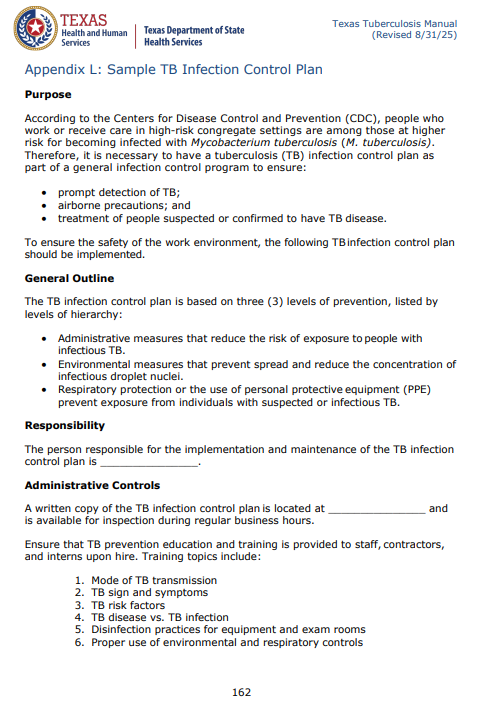 TEXAS
Health and Human
Services
Texas Department of State
Health Services
Texas Tuberculosis Manual
(Revised 8/31/25)
Appendix L: Sample TB Infection Control Plan
Purpose
According to the Centers for Disease Control and Prevention (CDC), people who
work or receive care in high-risk congregate settings are among those at higher
risk for becoming infected with Mycobacterium tuberculosis (M. tuberculosis).
Therefore, it is necessary to have a tuberculosis (TB) infection control plan as
part of a general infection control program to ensure:
• prompt detection of TB;
• airborne precautions; and
• treatment of people suspected or confirmed to have TB disease.
To ensure the safety of the work environment, the following TB infection control plan
should be implemented.
General Outline
The TB infection control plan is based on three (3) levels of prevention, listed by
levels of hierarchy:
• Administrative measures that reduce the risk of exposure to people with
infectious TB.
• Environmental measures that prevent spread and reduce the concentration of
infectious droplet nuclei.
• Respiratory protection or the use of personal protective equipment (PPE)
prevent exposure from individuals with suspected or infectious TB.
Responsibility
The person responsible for the implementation and maintenance of the TB infection
control plan is _________________.
Administrative Controls
A written copy of the TB infection control plan is located at _________________ and
is available for inspection during regular business hours.
Ensure that TB prevention education and training is provided to staff, contractors,
and interns upon hire. Training topics include:
1. Mode of TB transmission
2. TB sign and symptoms
3. TB risk factors
4. TB disease vs. TB infection
5. Disinfection practices for equipment and exam rooms
6. Proper use of environmental and respiratory controls
162